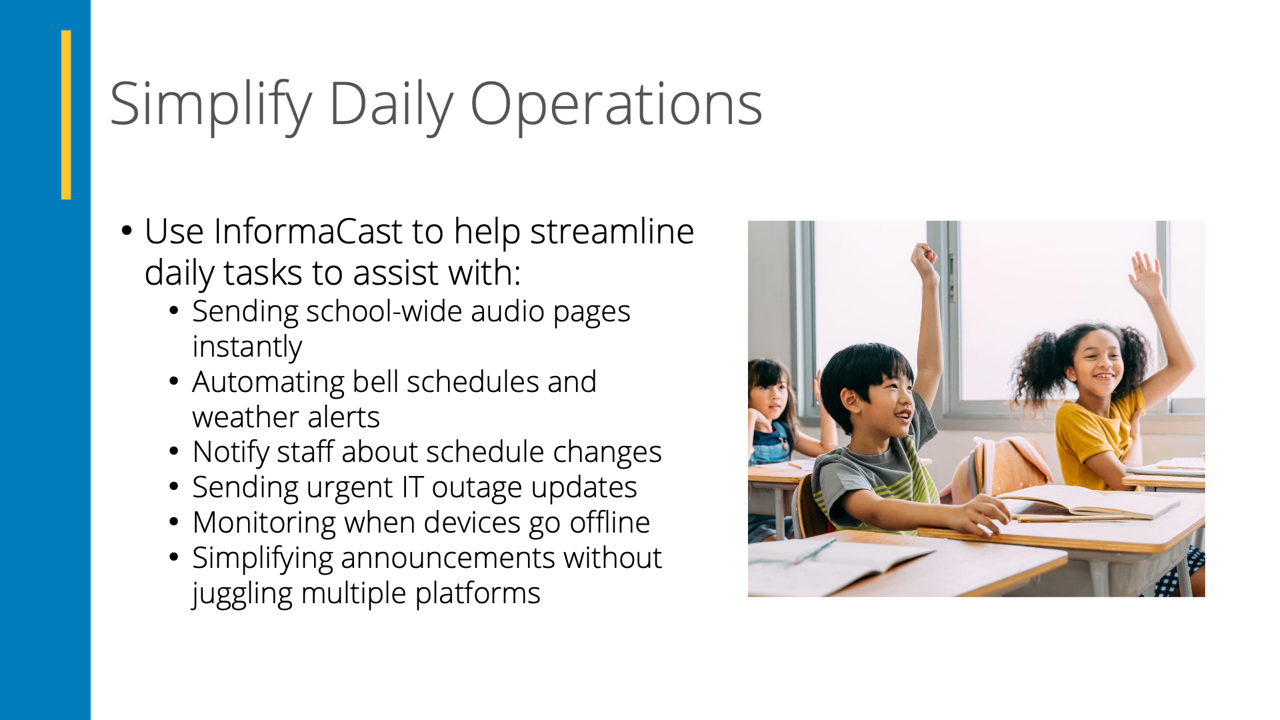 Simplify Daily Operations
• Use InformaCast to help streamline
daily tasks to assist with:
• Sending school-wide audio pages
instantly
• Automating bell schedules and
weather alerts
• Notify staff about schedule changes
• Sending urgent IT outage updates
• Monitoring when devices go offline
• Simplifying announcements without
juggling multiple platforms